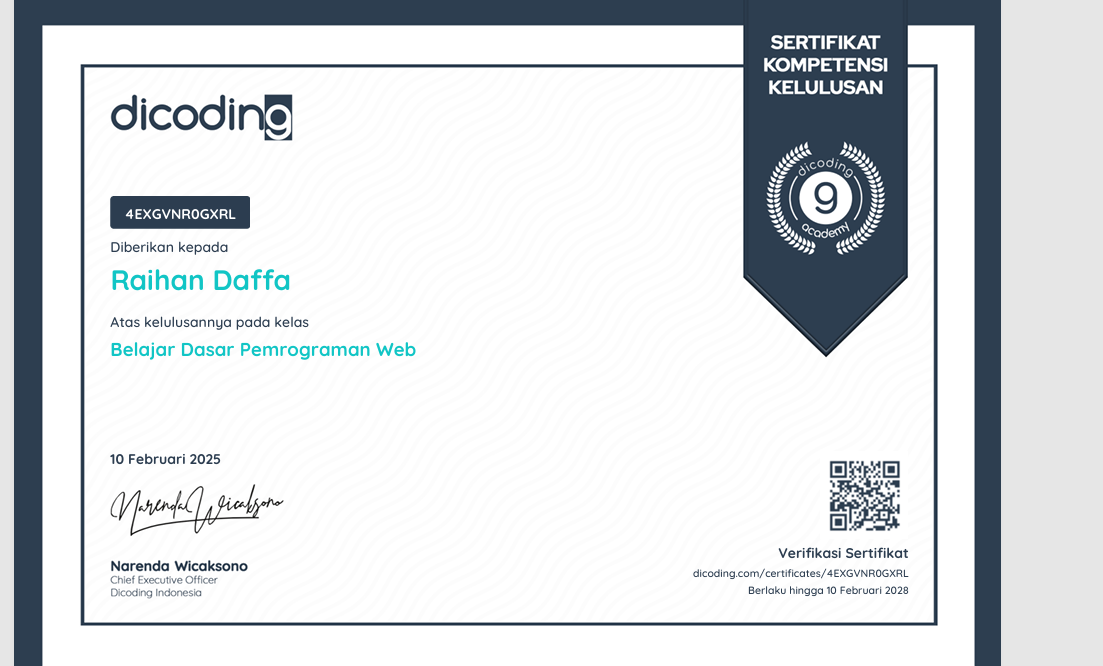 SERTIFIKAT
KOMPETENSI
KELULUSAN
dicoding
dicoding
academy
4EXGVNR0GXRL
Diberikan kepada
Raihan Daffa
Atas kelulusannya pada kelas
Belajar Dasar Pemrograman Web
10 Februari 2025
Narenda Wicaksono
Narenda Wicaksono
Chief Executive Officer
Dicoding Indonesia
Verifikasi Sertifikat
dicoding.com/certificates/4EXGVNR0GXRL
Berlaku hingga 10 Februari 2028